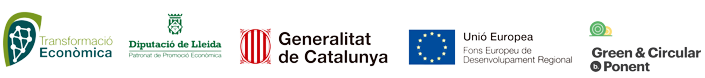 Transformació
Econòmica
Diputació de Lleida
Patronat de Promoció Econòmica
Generalitat
de Catalunya
Unió Europea
Fons Europeu de
Desenvolupament Regional
Green & Circular
b. Ponent